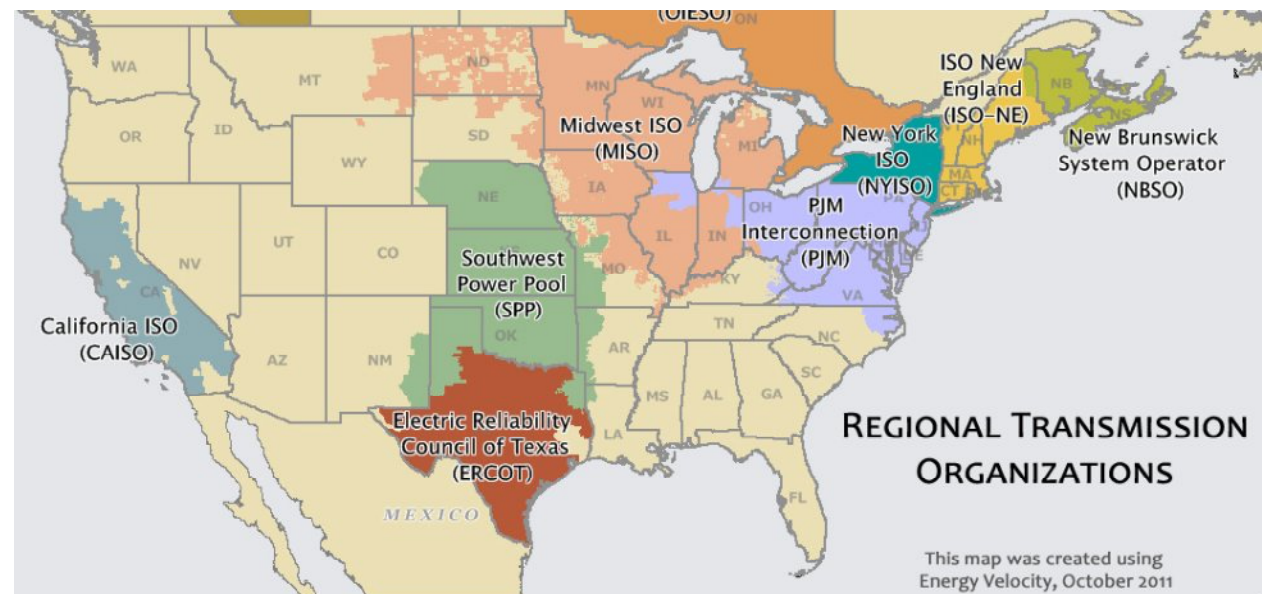 (OIESO)
ON
WA
MT
ND
MN
OR
ID
SD
WI
MI
WY
Midwest ISO
(MISO)
New York
ISO
(NYISO)
ISO New
England
(ISO-NE)
NB
NS
VT
NH
MA
CT
New Brunswick
System Operator
(NBSO)
NE
IA
OH
PA
PJM
Interconnection
(PJM)
NV
UT
CO
CA
IL
IN
MO
KY
VA
DE
Southwest
Power Pool
(SPP)
California ISO
(CAISO)
AZ
NM
OK
AR
TN
NC
SC
MS
AL
GA
LA
FL
Electric Reliability
Council of Texas
(ERCOT)
MEXICO
REGIONAL TRANSMISSION
ORGANIZATIONS
This map was created using
Energy Velocity, October 2011